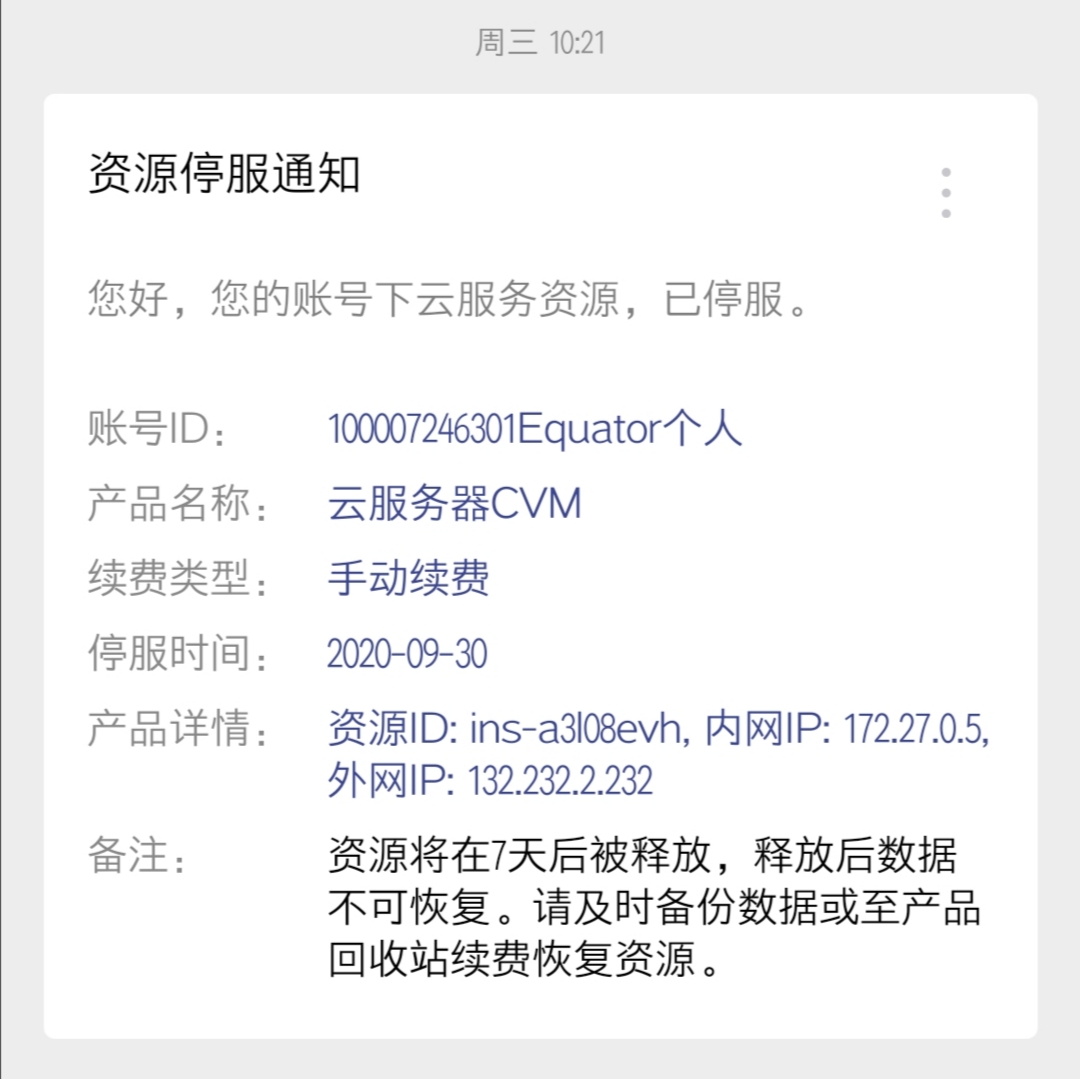 周三 10:21
资源停服通知
您好，您的账号下云服务资源，已停服。
账号ID： 100007246301Equator个人
产品名称： 云服务器CVM
续费类型： 手动续费
停服时间： 2020-09-30
产品详情： 资源ID: ins-a3l08evh, 内网IP: 172.27.0.5,
外网IP: 132.232.2.232
备注： 资源将在7天后被释放，释放后数据
不可恢复。请及时备份数据或至产品
回收站续费恢复资源。